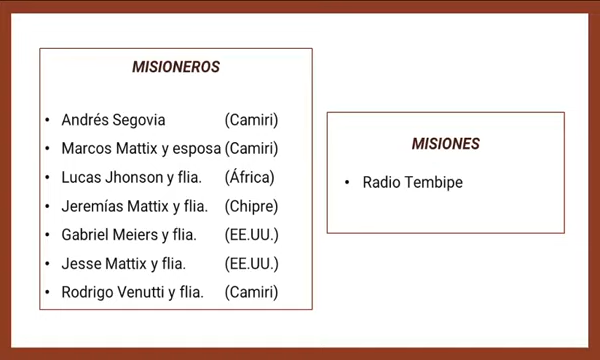 MISIONEROS
• Andrés Segovia (Camiri)
• Marcos Mattix y esposa (Camiri)
• Lucas Jhonson y flia. (África)
• Jeremías Mattix y flia. (Chipre)
• Gabriel Meiers y flia. (EE.UU.)
• Jesse Mattix y flia. (EE.UU.)
• Rodrigo Venutti y flia. (Camiri)
MISIONES
• Radio Tembipe